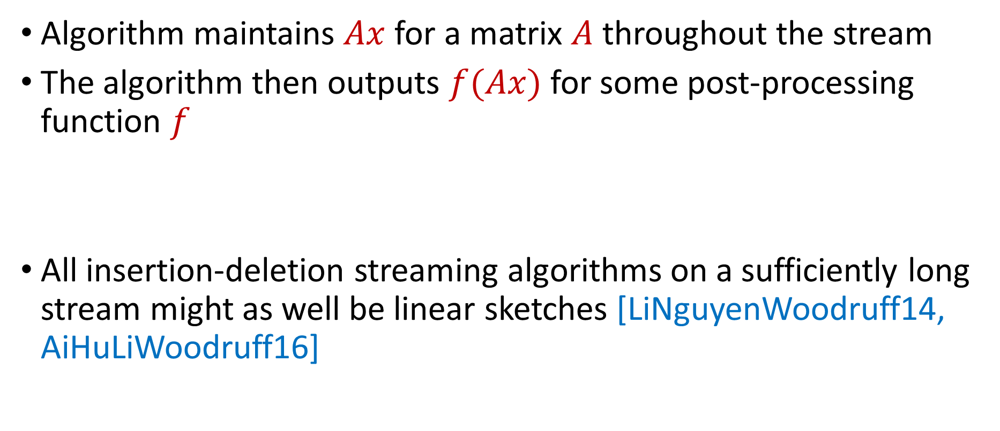 • Algorithm maintains Ax for a matrix A throughout the stream
• The algorithm then outputs f(Ax) for some post-processing
function f
• All insertion-deletion streaming algorithms on a sufficiently long
stream might as well be linear sketches [LiNguyenWoodruff14,
AiHuLiWoodruff16]